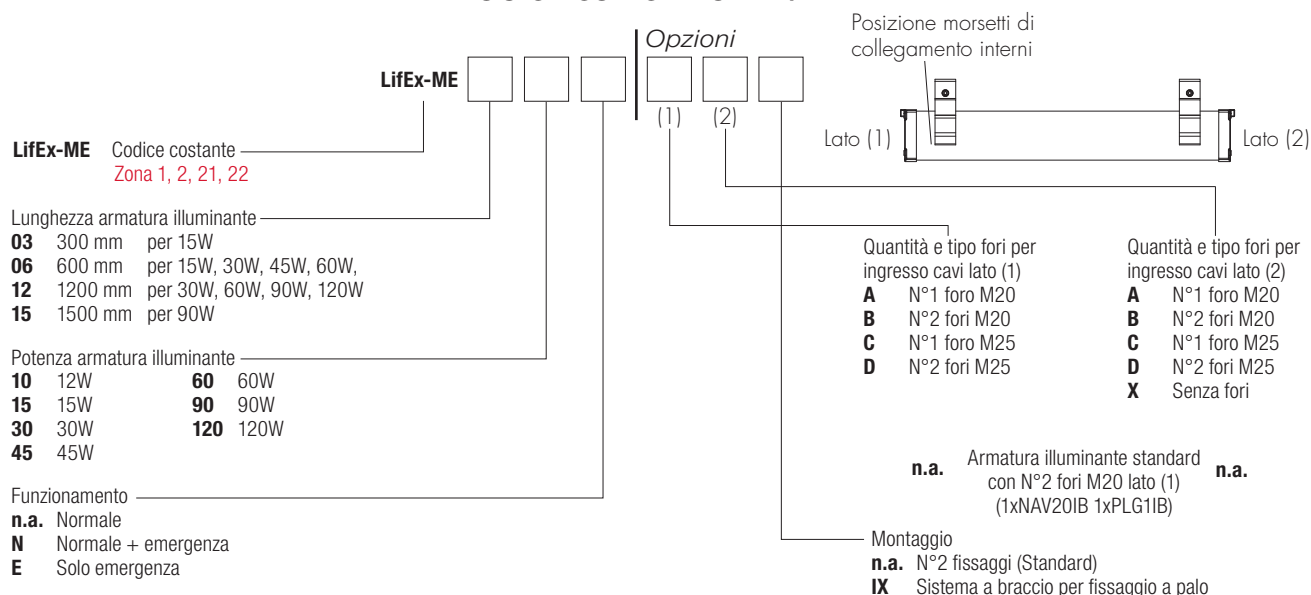 Opzioni
Posizione morsetti di
collegamento interni
LifEx-ME
(1) (2)
Lato (1)
Lato (2)
LifEx-ME Codice costante
Zona 1, 2, 21, 22
Lunghezza armatura illuminante
03 300 mm per 15W
06 600 mm per 15W, 30W, 45W, 60W,
12 1200 mm per 30W, 60W, 90W, 120W
15 1500 mm per 90W
Potenza armatura illuminante
10 12W 60 60W
15 15W 90 90W
30 30W 120 120W
45 45W
Funzionamento
n.a. Normale
N Normale + emergenza
E Solo emergenza
Quantità e tipo fori per
ingresso cavi lato (1)
A N°1 foro M20
B N°2 fori M20
C N°1 foro M25
D N°2 fori M25
Quantità e tipo fori per
ingresso cavi lato (2)
A N°1 foro M20
B N°2 fori M20
C N°1 foro M25
D N°2 fori M25
X Senza fori
n.a. Armatura illuminante standard n.a.
con N°2 fori M20 lato (1)
(1xNAV20IB 1xPLG1IB)
Montaggio
n.a. N°2 fissaggi (Standard)
IX Sistema a braccio per fissaggio a palo